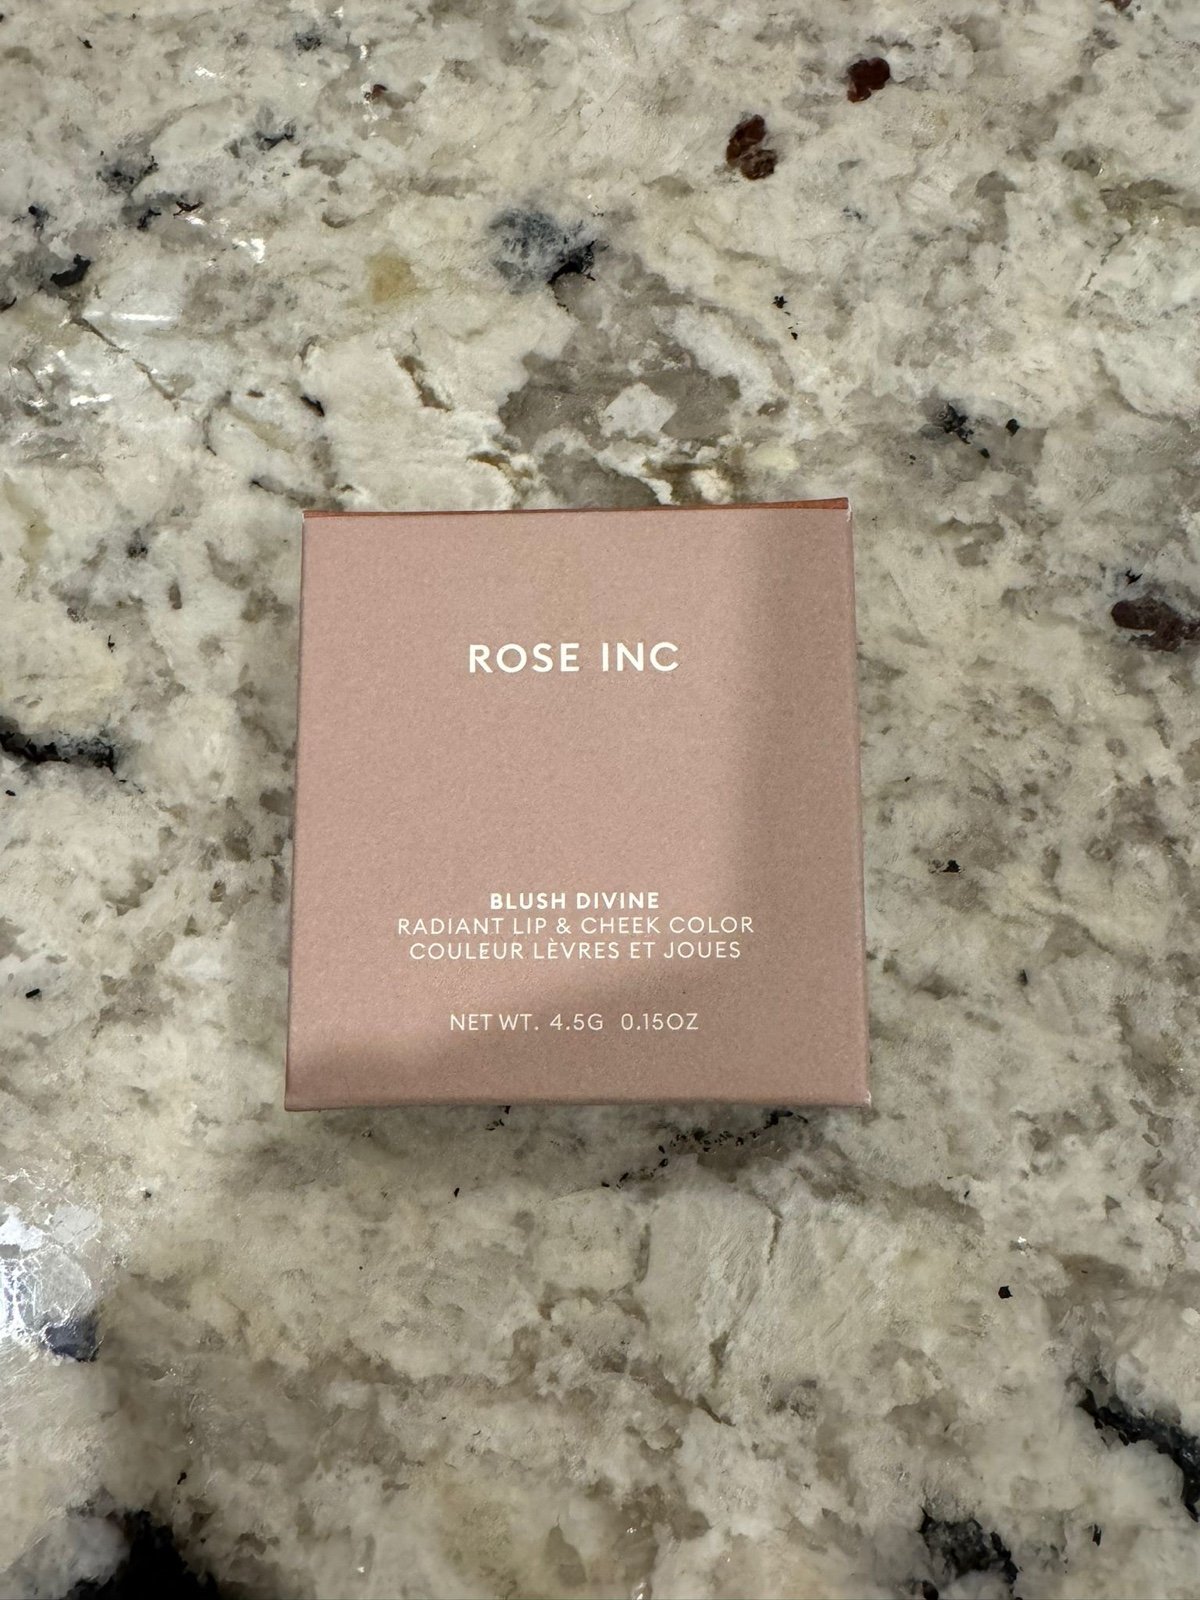 ROSE INC
BLUSH DIVINE
RADIANT LIP & CHEEK COLOR
COULEUR LÈVRES ET JOUES
NET WT. 4.5G 0.15OZ